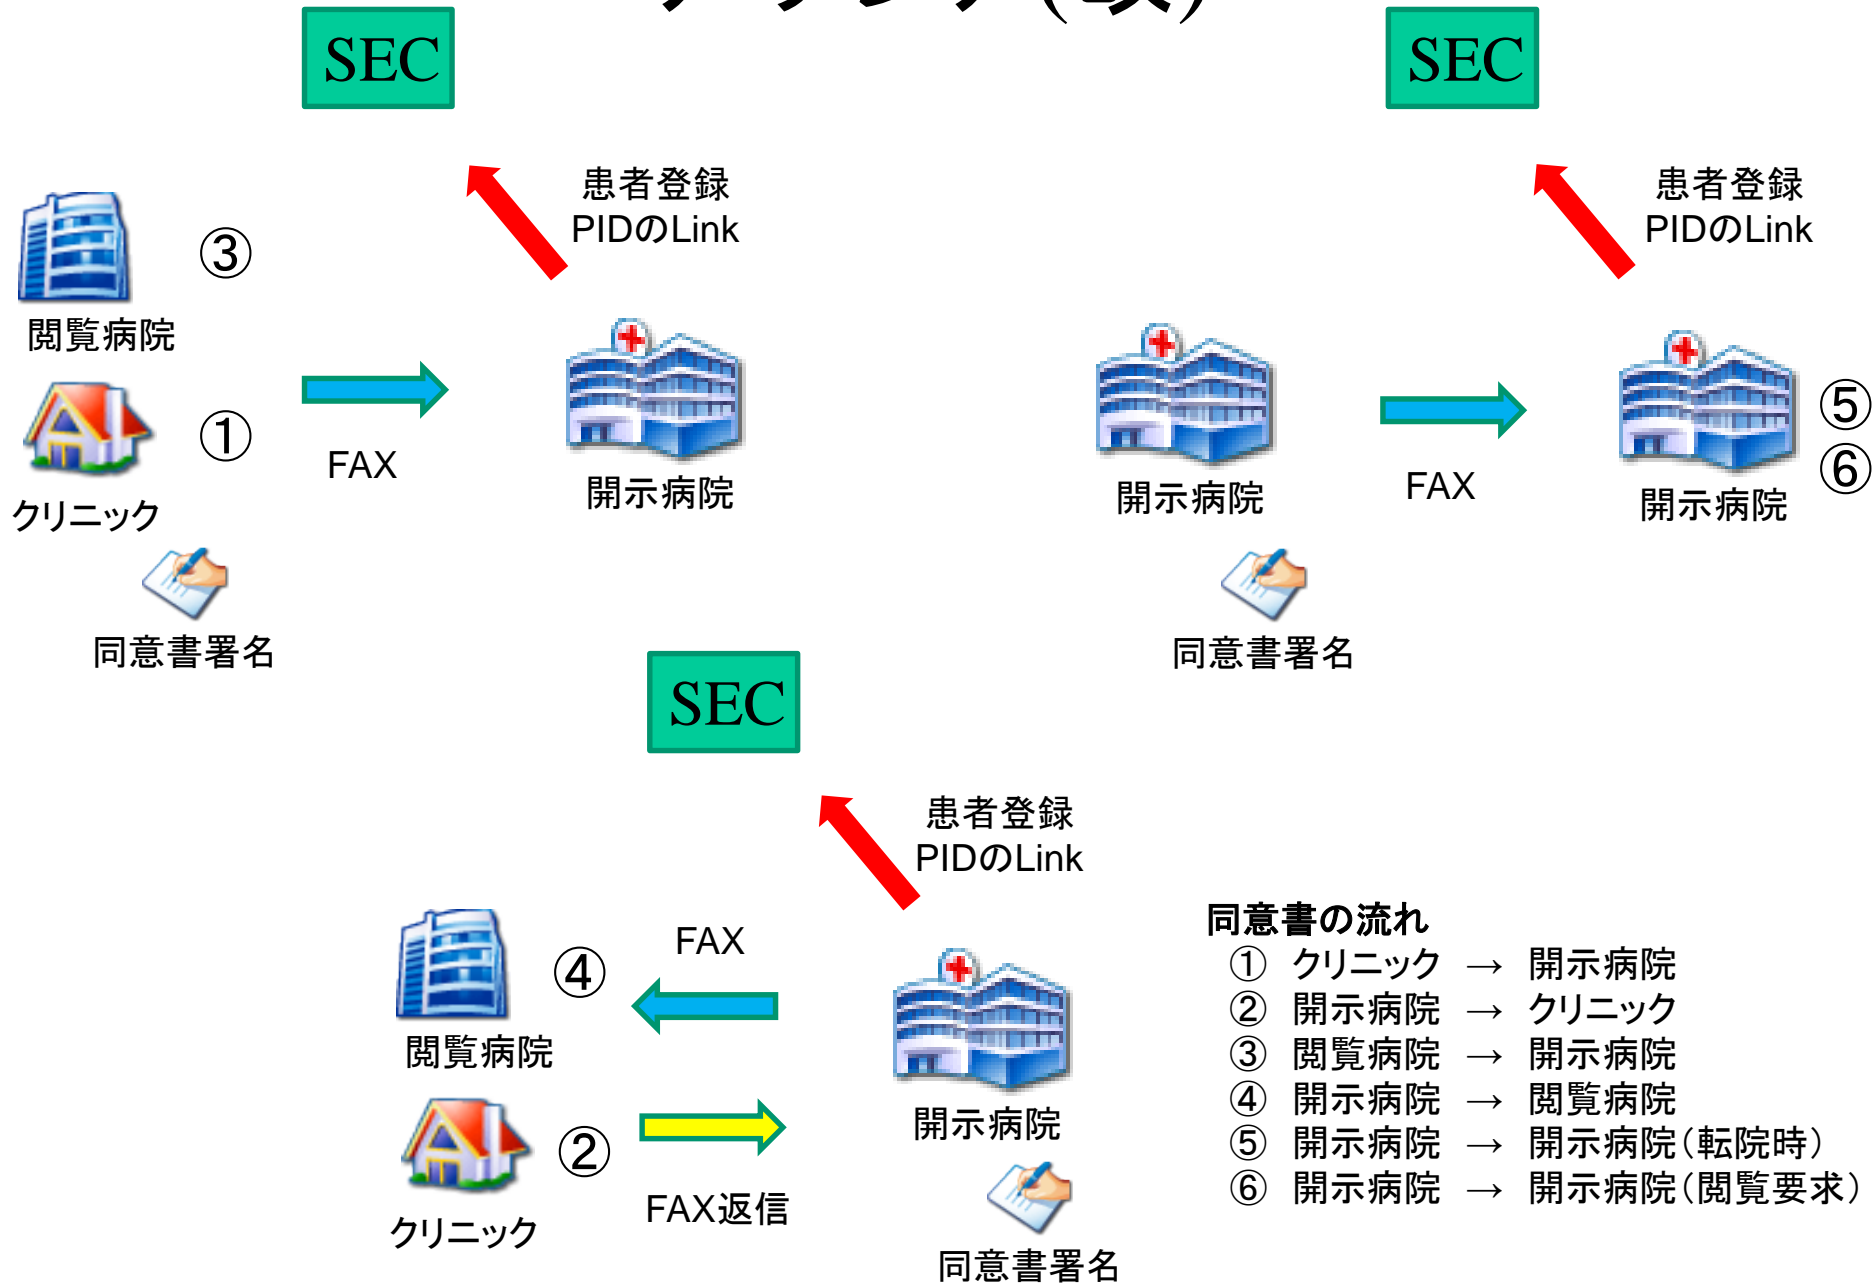 SEC
患者登録
PIDのLink
③
閲覧病院
①
クリニック
FAX
開示病院
同意書署名
SEC
患者登録
PIDのLink
開示病院
FAX
開示病院
⑤
⑥
同意書署名
SEC
患者登録
PIDのLink
FAX
④
閲覧病院
②
クリニック
FAX返信
開示病院
同意書署名
同意書の流れ
① クリニック → 開示病院
② 開示病院 → クリニック
③ 閲覧病院 → 開示病院
④ 開示病院 → 閲覧病院
⑤ 開示病院 → 開示病院(転院時)
⑥ 開示病院 → 開示病院(閲覧要求)